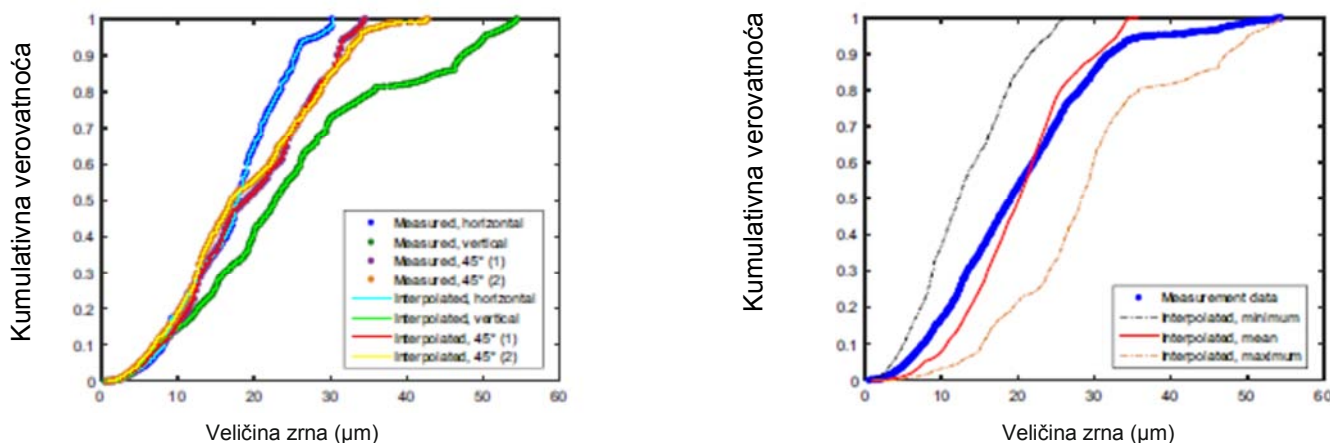 Kumulativna verovatnoća
1
0.9
0.8
0.7
0.6
0.5
0.4
0.3
0.2
0.1
0
0 10 20 30 40 50 60
Measured, horizontal
Measured, vertical
Measured, 45° (1)
Measured, 45° (2)
Interpolated, horizontal
Interpolated, vertical
Interpolated, 45° (1)
Interpolated, 45° (2)
Veličina zrna (µm)
Kumulativna verovatnoća
1
0.9
0.8
0.7
0.6
0.5
0.4
0.3
0.2
0.1
0
0 10 20 30 40 50 60
Measurement data
Interpolated, minimum
Interpolated, mean
Interpolated, maximum
Veličina zrna (µm)